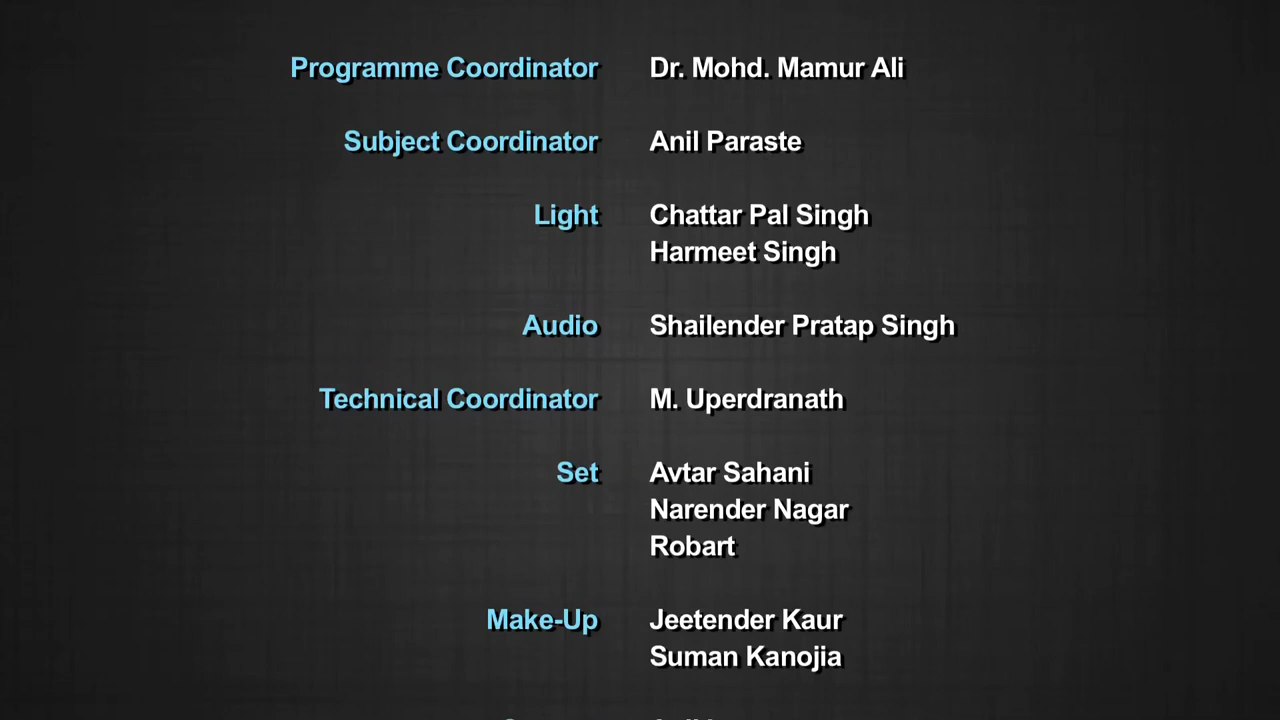 Programme Coordinator Dr. Mohd. Mamur Ali
Subject Coordinator Anil Paraste
Light Chattar Pal Singh
Harmeet Singh
Audio Shailender Pratap Singh
Technical Coordinator M. Uperdranath
Set Avtar Sahani
Narender Nagar
Robart
Make-Up Jeetender Kaur
Suman Kanojia